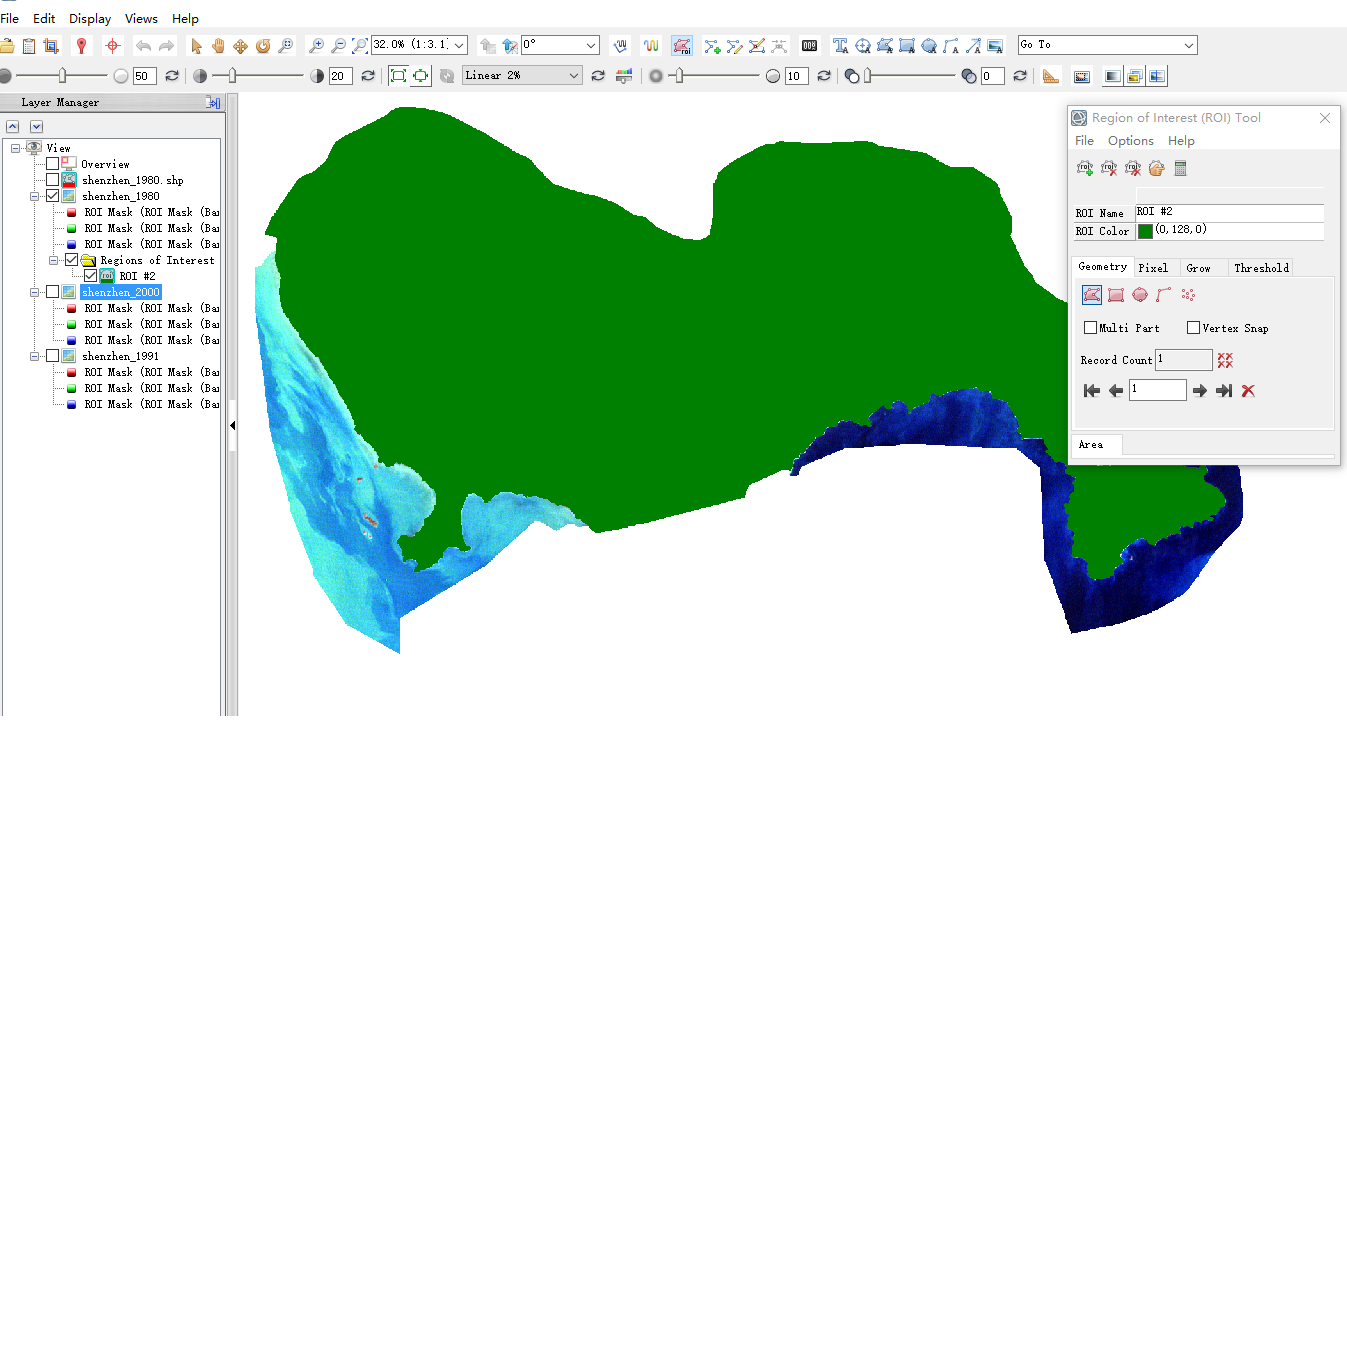 File Edit Display Views Help
32.0% (1:3.1 0° Go To
50 20 Linear 2% 10 0
Layer Manager
View
Overview
shenzhen_1980.shp
shenzhen_1980
ROI Mask (ROI Mask (Ba
ROI Mask (ROI Mask (Ba
ROI Mask (ROI Mask (Ba
Regions of Interest
roi ROI #2
shenzhen_2000
ROI Mask (ROI Mask (Ba
ROI Mask (ROI Mask (Ba
ROI Mask (ROI Mask (Ba
shenzhen_1991
ROI Mask (ROI Mask (Ba
ROI Mask (ROI Mask (Ba
ROI Mask (ROI Mask (Ba
Region of Interest (ROI) Tool
File Options Help
ROI Name ROI #2
ROI Color (0,128,0)
Geometry Pixel Grow Threshold
Multi Part Vertex Snap
Record Count 1
1
Area